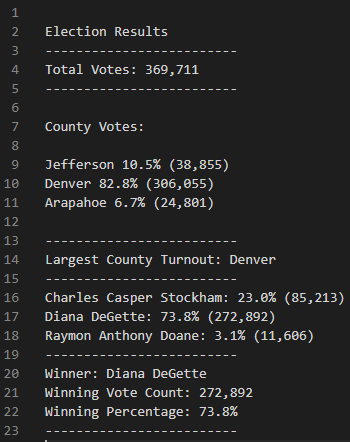 1
2 Election Results
3 -------------------------
4 Total Votes: 369,711
5 -------------------------
6
7 County Votes:
8
9 Jefferson 10.5% (38,855)
10 Denver 82.8% (306,055)
11 Arapahoe 6.7% (24,801)
12
13 -------------------------
14 Largest County Turnout: Denver
15 -------------------------
16 Charles Casper Stockham: 23.0% (85,213)
17 Diana DeGette: 73.8% (272,892)
18 Raymon Anthony Doane: 3.1% (11,606)
19 -------------------------
20 Winner: Diana DeGette
21 Winning Vote Count: 272,892
22 Winning Percentage: 73.8%
23 -------------------------